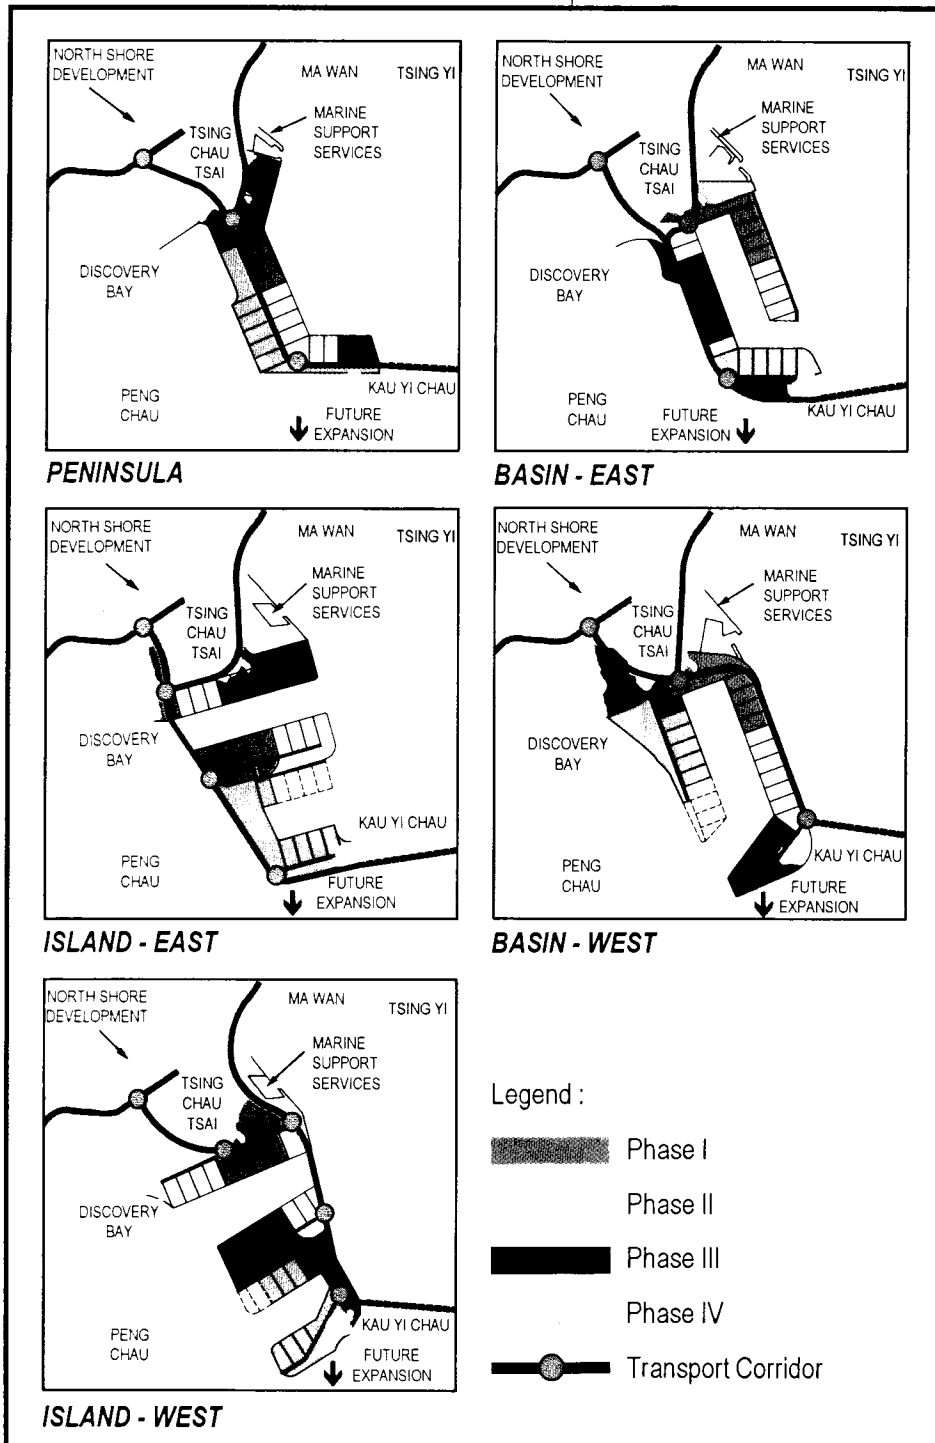 NORTH SHORE
DEVELOPMENT
MA WAN
TSING YI
MARINE
SUPPORT
SERVICES
TSING
CHAU
TSAI
DISCOVERY
BAY
PENG
CHAU
KAU YI CHAU
FUTURE
EXPANSION
PENINSULA
NORTH SHORE
DEVELOPMENT
MA WAN
TSING YI
MARINE
SUPPORT
SERVICES
TSING
CHAU
TSAI
DISCOVERY
BAY
PENG
CHAU
KAU YI CHAU
FUTURE
EXPANSION
BASIN - EAST
NORTH SHORE
DEVELOPMENT
MA WAN
TSING YI
MARINE
SUPPORT
SERVICES
TSING
CHAU
TSAI
DISCOVERY
BAY
KAU YI CHAU
PENG
CHAU
FUTURE
EXPANSION
ISLAND - EAST
NORTH SHORE
DEVELOPMENT
MA WAN
TSING YI
MARINE
SUPPORT
SERVICES
TSING
CHAU
TSAI
DISCOVERY
BAY
PENG
CHAU
KAU YI CHAU
FUTURE
EXPANSION
BASIN - WEST
NORTH SHORE
DEVELOPMENT
MA WAN
TSING YI
MARINE
SUPPORT
SERVICES
TSING
CHAU
TSAI
DISCOVERY
BAY
PENG
CHAU
KAU YI CHAU
FUTURE
EXPANSION
ISLAND - WEST
Legend :
Phase I
Phase II
Phase III
Phase IV
Transport Corridor